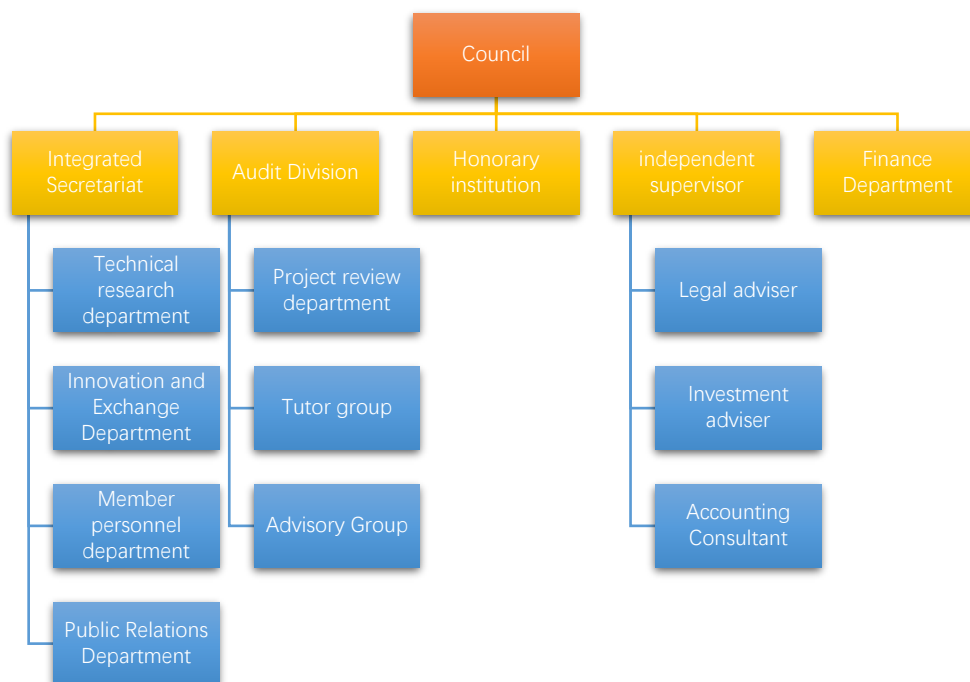 Council
Integrated
Secretariat
Audit Division
Honorary
institution
independent
supervisor
Finance
Department
Technical
research
department
Project review
department
Legal adviser
Innovation and
Exchange
Department
Tutor group
Investment
adviser
Member
personnel
department
Advisory Group
Accounting
Consultant
Public Relations
Department